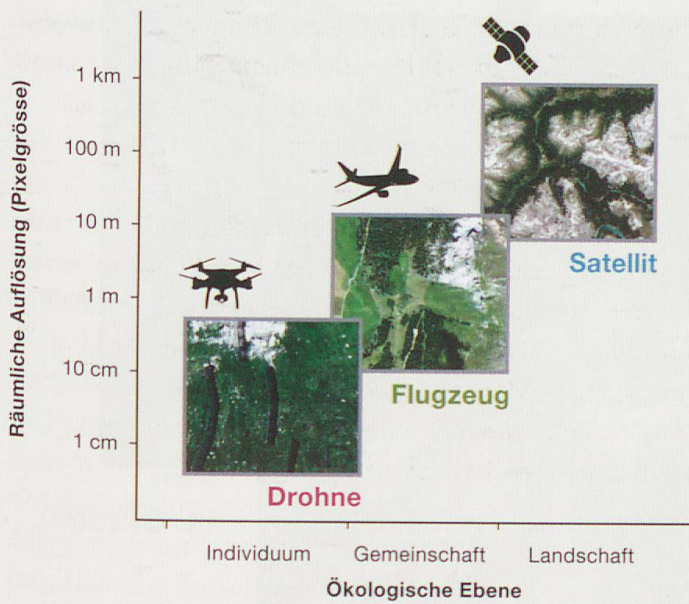 Räumliche Auflösung (Pixelgrösse)
1 km
100 m
10 m
1 m
10 cm
1 cm
Satellit
Flugzeug
Drohne
Individuum
Gemeinschaft
Landschaft
Ökologische Ebene